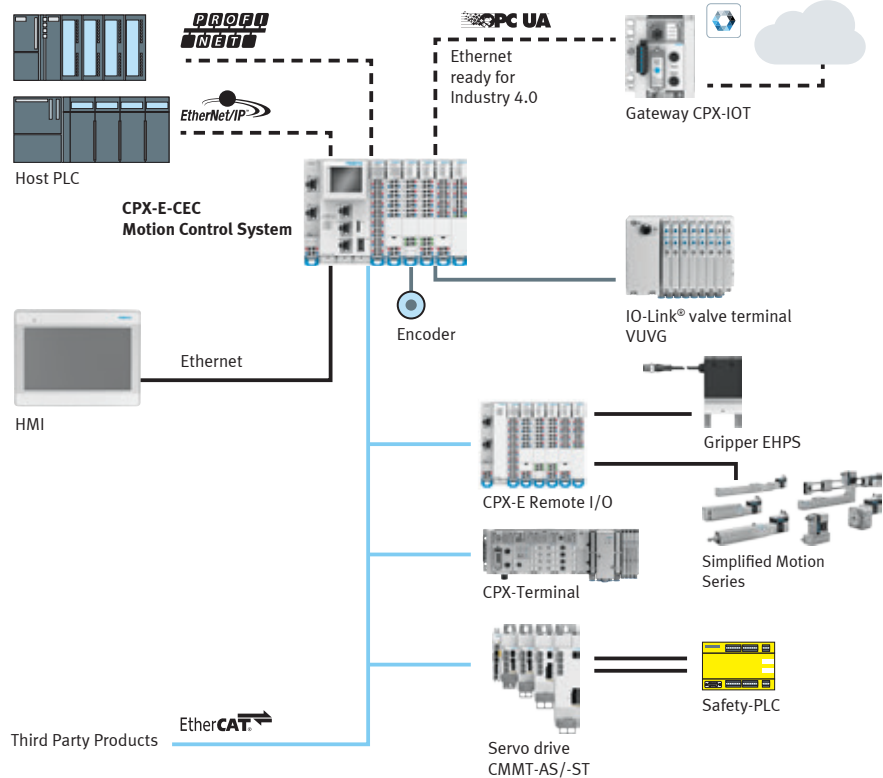 PROFI
NET
OPC UA
Ethernet
ready for
Industry 4.0
Gateway CPX-IOT
EtherNet/IP
Host PLC
CPX-E-CEC
Motion Control System
IO-Link® valve terminal
VUVG
Encoder
Ethernet
HMI
Gripper EHPS
CPX-E Remote I/O
Simplified Motion
Series
CPX-Terminal
Safety-PLC
EtherCAT®
Third Party Products
Servo drive
CMMT-AS/-ST